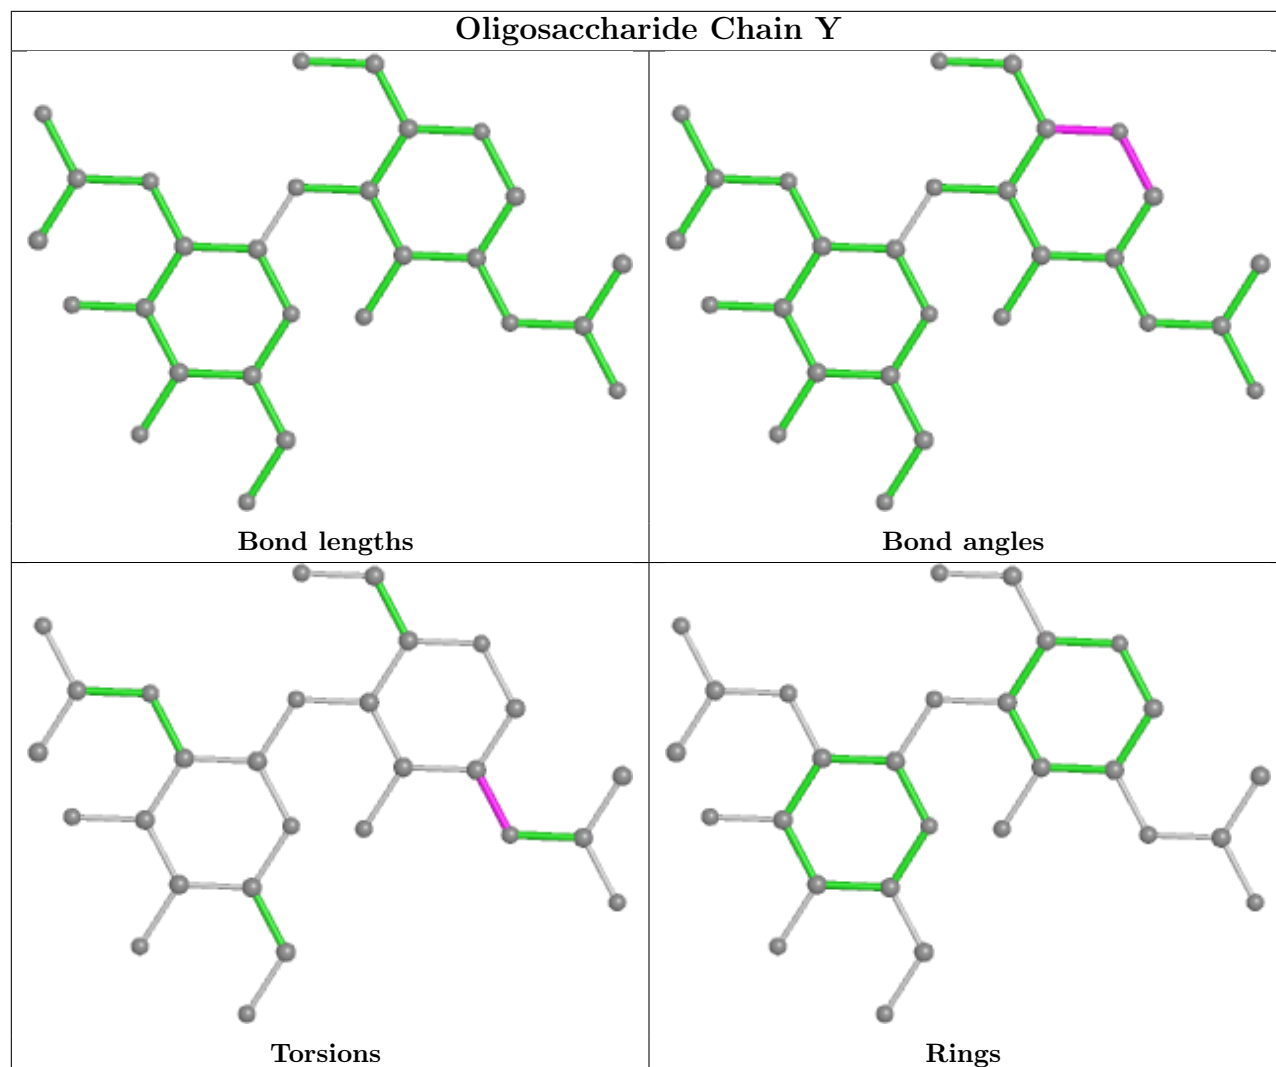 Oligosaccharide Chain Y
Bond lengths
Bond angles
Torsions
Rings